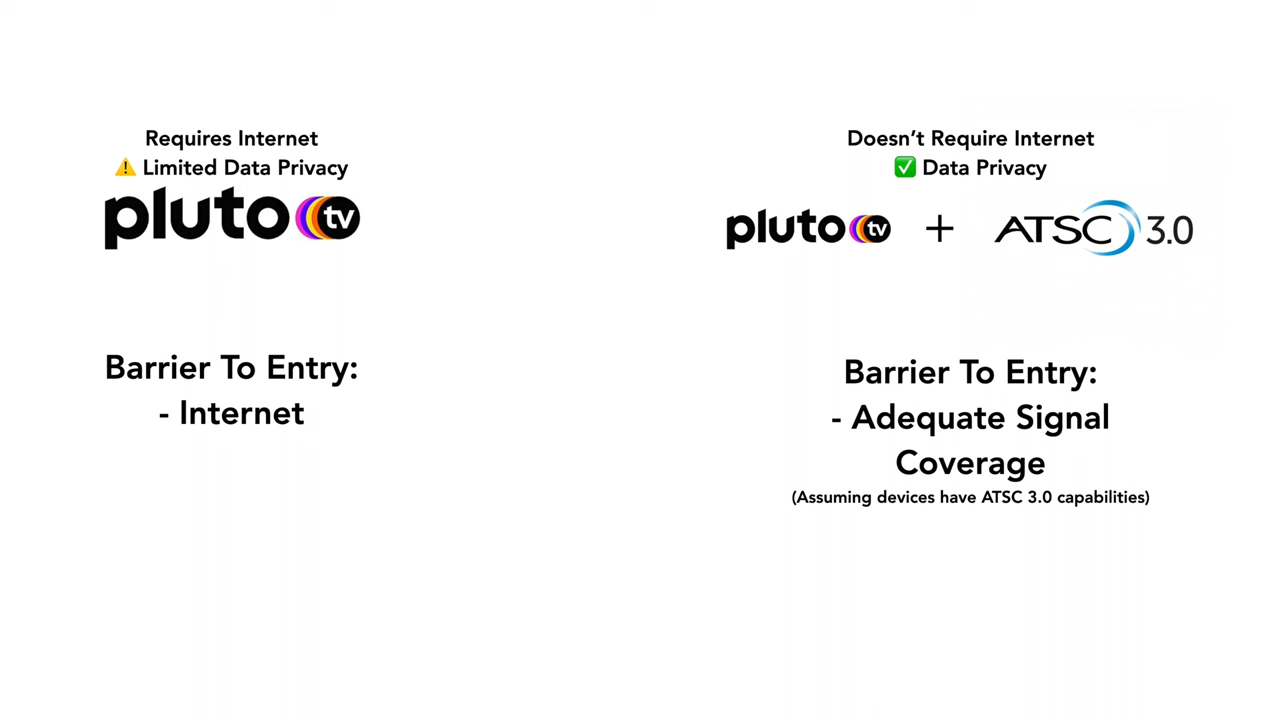 Requires Internet
⚠️ Limited Data Privacy
pluto tv
Barrier To Entry:
- Internet
Doesn’t Require Internet
✅ Data Privacy
pluto tv + ATSC 3.0
Barrier To Entry:
- Adequate Signal
Coverage
(Assuming devices have ATSC 3.0 capabilities)